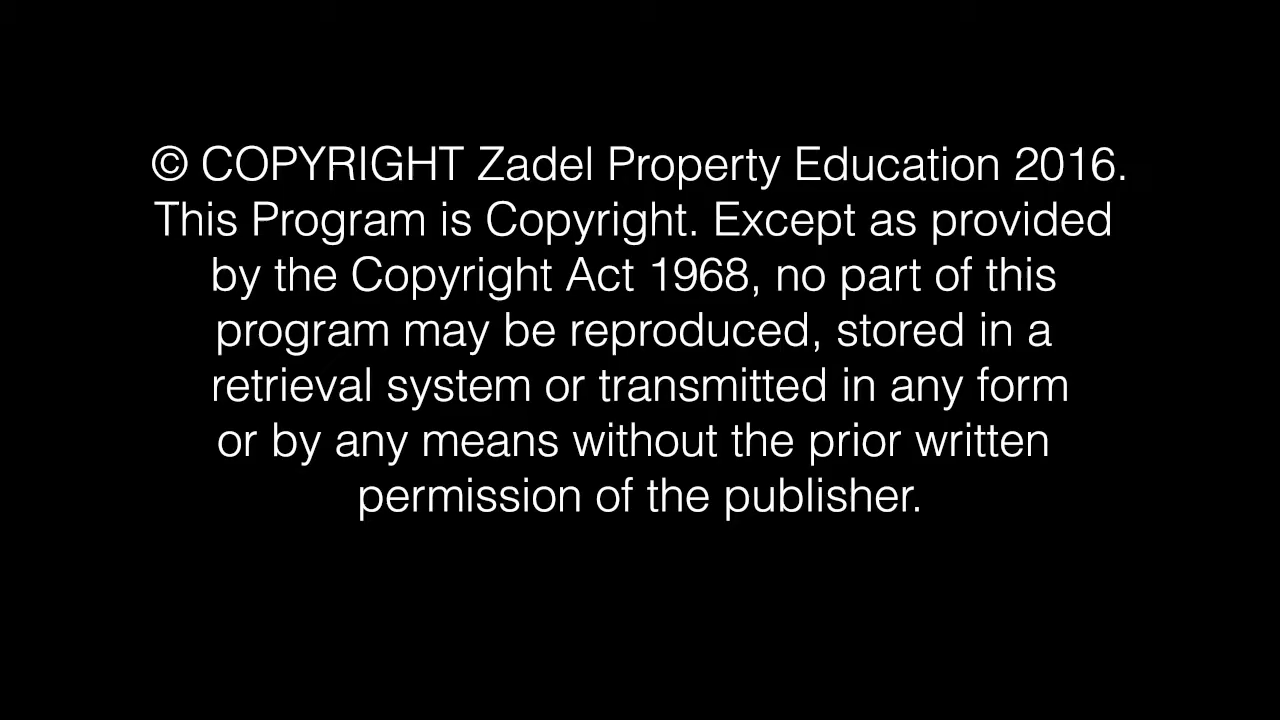 © COPYRIGHT Zadel Property Education 2016.
This Program is Copyright. Except as provided
by the Copyright Act 1968, no part of this
program may be reproduced, stored in a
retrieval system or transmitted in any form
or by any means without the prior written
permission of the publisher.